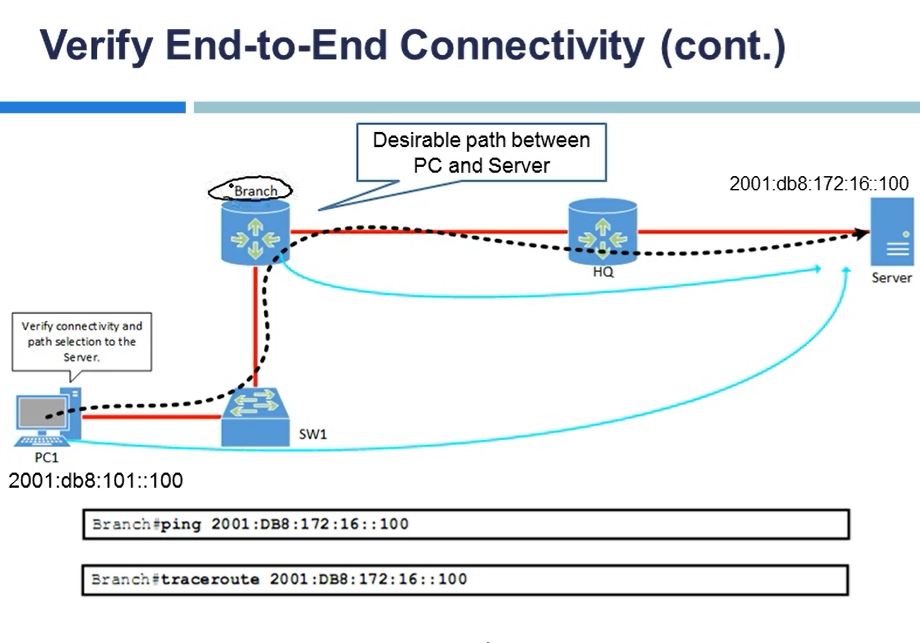 Verify End-to-End Connectivity (cont.)
Desirable path between
PC and Server
Branch
2001:db8:172:16::100
HQ
Server
Verify connectivity and
path selection to the
Server.
SW1
PC1
2001:db8:101::100
Branch#ping 2001:DB8:172:16::100
Branch#traceroute 2001:DB8:172:16::100